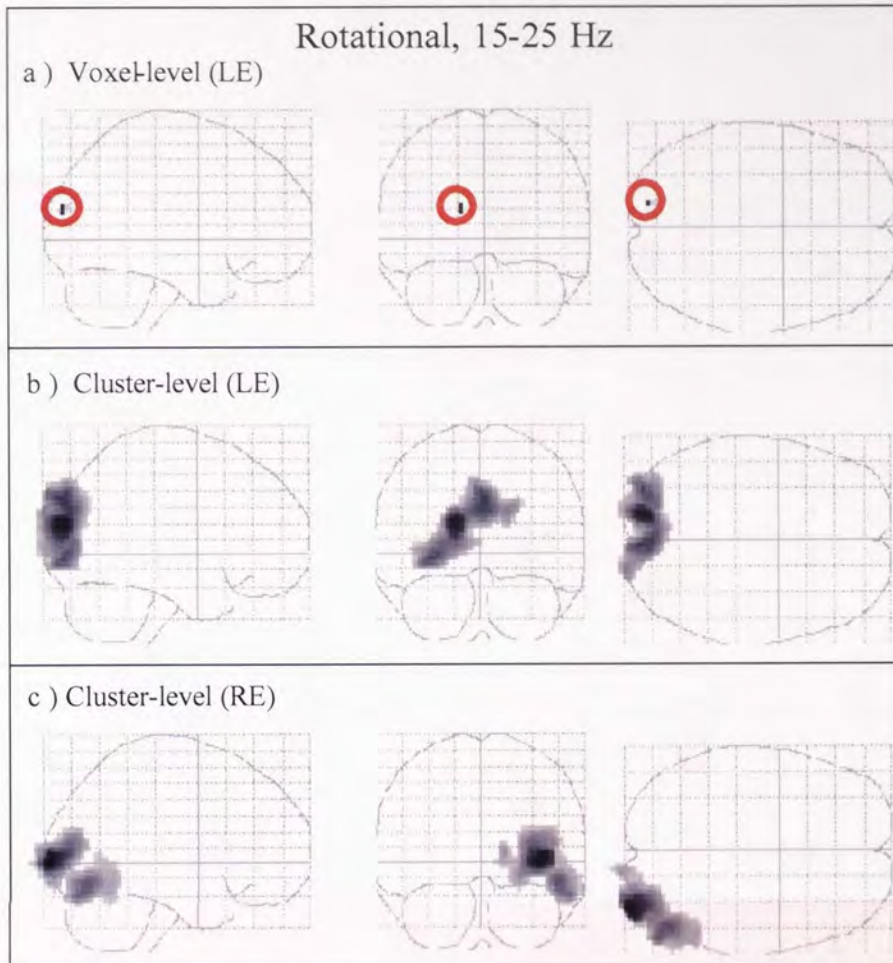 Rotational, 15-25 Hz
a ) Voxel-level (LE)
b ) Cluster-level (LE)
c ) Cluster-level (RE)